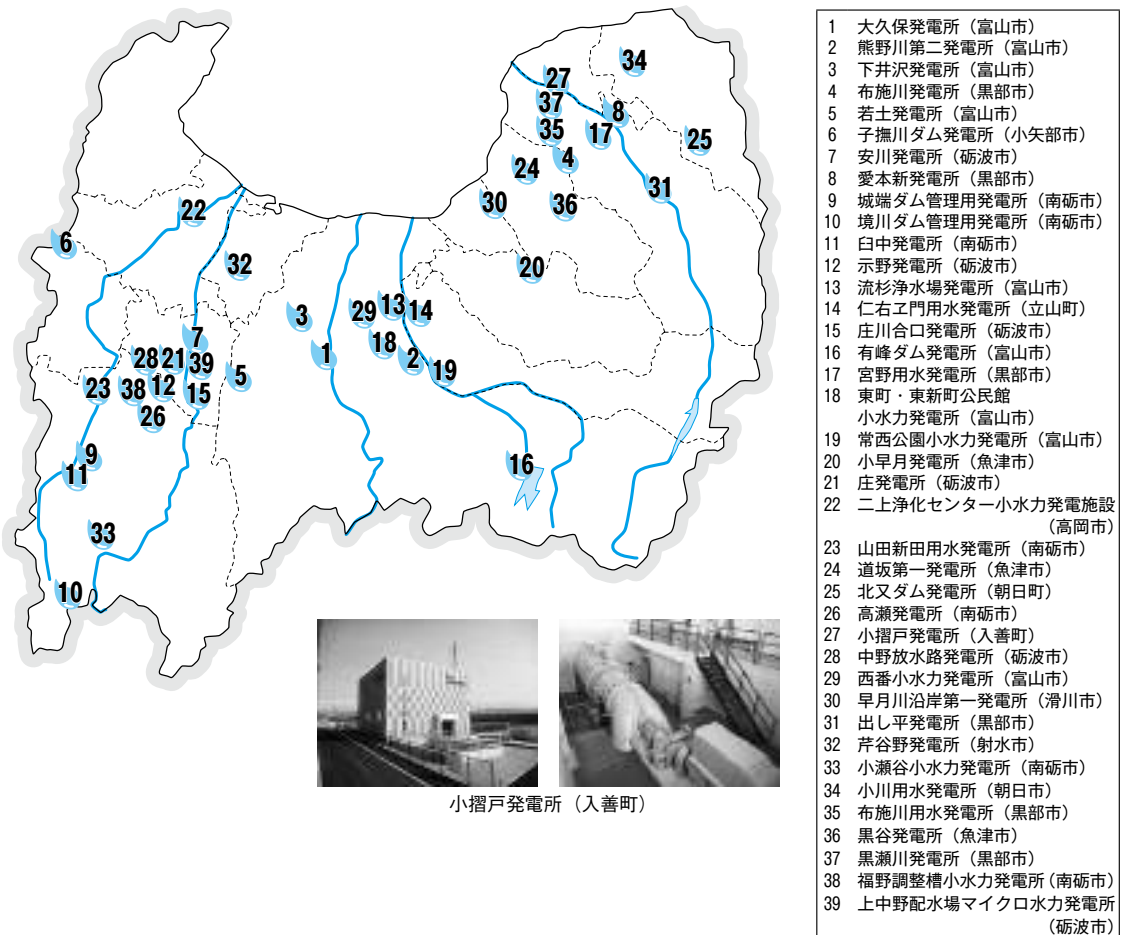 34
27
37
8
35
17
25
4
24
31
30
36
22
6
32
20
13
29
14
3
7
18
28
21
39
1
2
19
5
23
38
12
15
26
9
11
16
33
10
小摺戸発電所（入善町）
1 大久保発電所（富山市）
2 熊野川第二発電所（富山市）
3 下井沢発電所（富山市）
4 布施川発電所（黒部市）
5 若土発電所（富山市）
6 子撫川ダム発電所（小矢部市）
7 安川発電所（砺波市）
8 愛本新発電所（黒部市）
9 城端ダム管理用発電所（南砺市）
10 境川ダム管理用発電所（南砺市）
11 臼中発電所（南砺市）
12 示野発電所（砺波市）
13 流杉浄水場発電所（富山市）
14 仁右ヱ門用水発電所（立山町）
15 庄川合口発電所（砺波市）
16 有峰ダム発電所（富山市）
17 宮野用水発電所（黒部市）
18 東町・東新町公民館
小水力発電所（富山市）
19 常西公園小水力発電所（富山市）
20 小早月発電所（魚津市）
21 庄発電所（砺波市）
22 二上浄化センター小水力発電施設
（高岡市）
23 山田新田用水発電所（南砺市）
24 道坂第一発電所（魚津市）
25 北又ダム発電所（朝日町）
26 高瀬発電所（南砺市）
27 小摺戸発電所（入善町）
28 中野放水路発電所（砺波市）
29 西番小水力発電所（富山市）
30 早月川沿岸第一発電所（滑川市）
31 出し平発電所（黒部市）
32 芹谷野発電所（射水市）
33 小瀬谷小水力発電所（南砺市）
34 小川用水発電所（朝日市）
35 布施川用水発電所（黒部市）
36 黒谷発電所（魚津市）
37 黒瀬川発電所（黒部市）
38 福野調整槽小水力発電所（南砺市）
39 上中野配水場マイクロ水力発電所
（砺波市）